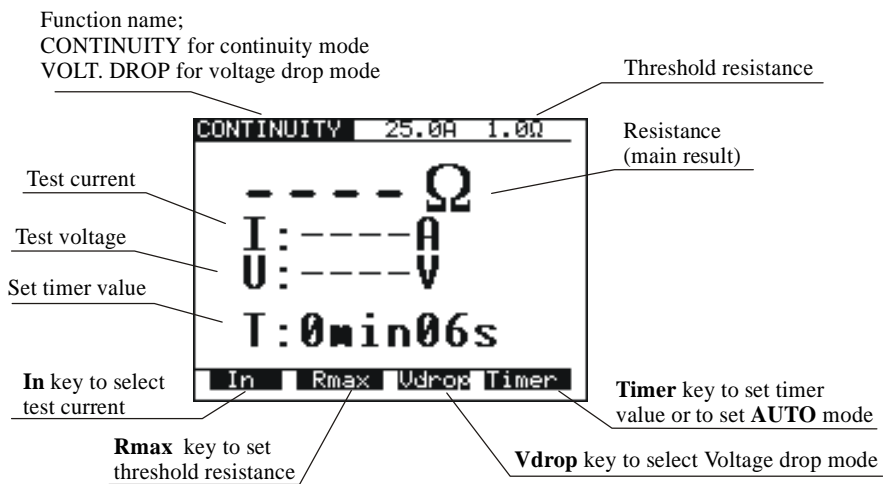 Function name;
CONTINUITY for continuity mode
VOLT. DROP for voltage drop mode
Threshold resistance
CONTINUITY 25.0A 1.0Ω
Resistance
(main result)
Test current
---- Ω
I:----A
Test voltage
U:----V
Set timer value
T:0min06s
In Rmax Vdrop Timer
In key to select
test current
Timer key to set timer
value or to set AUTO mode
Rmax key to set
threshold resistance
Vdrop key to select Voltage drop mode